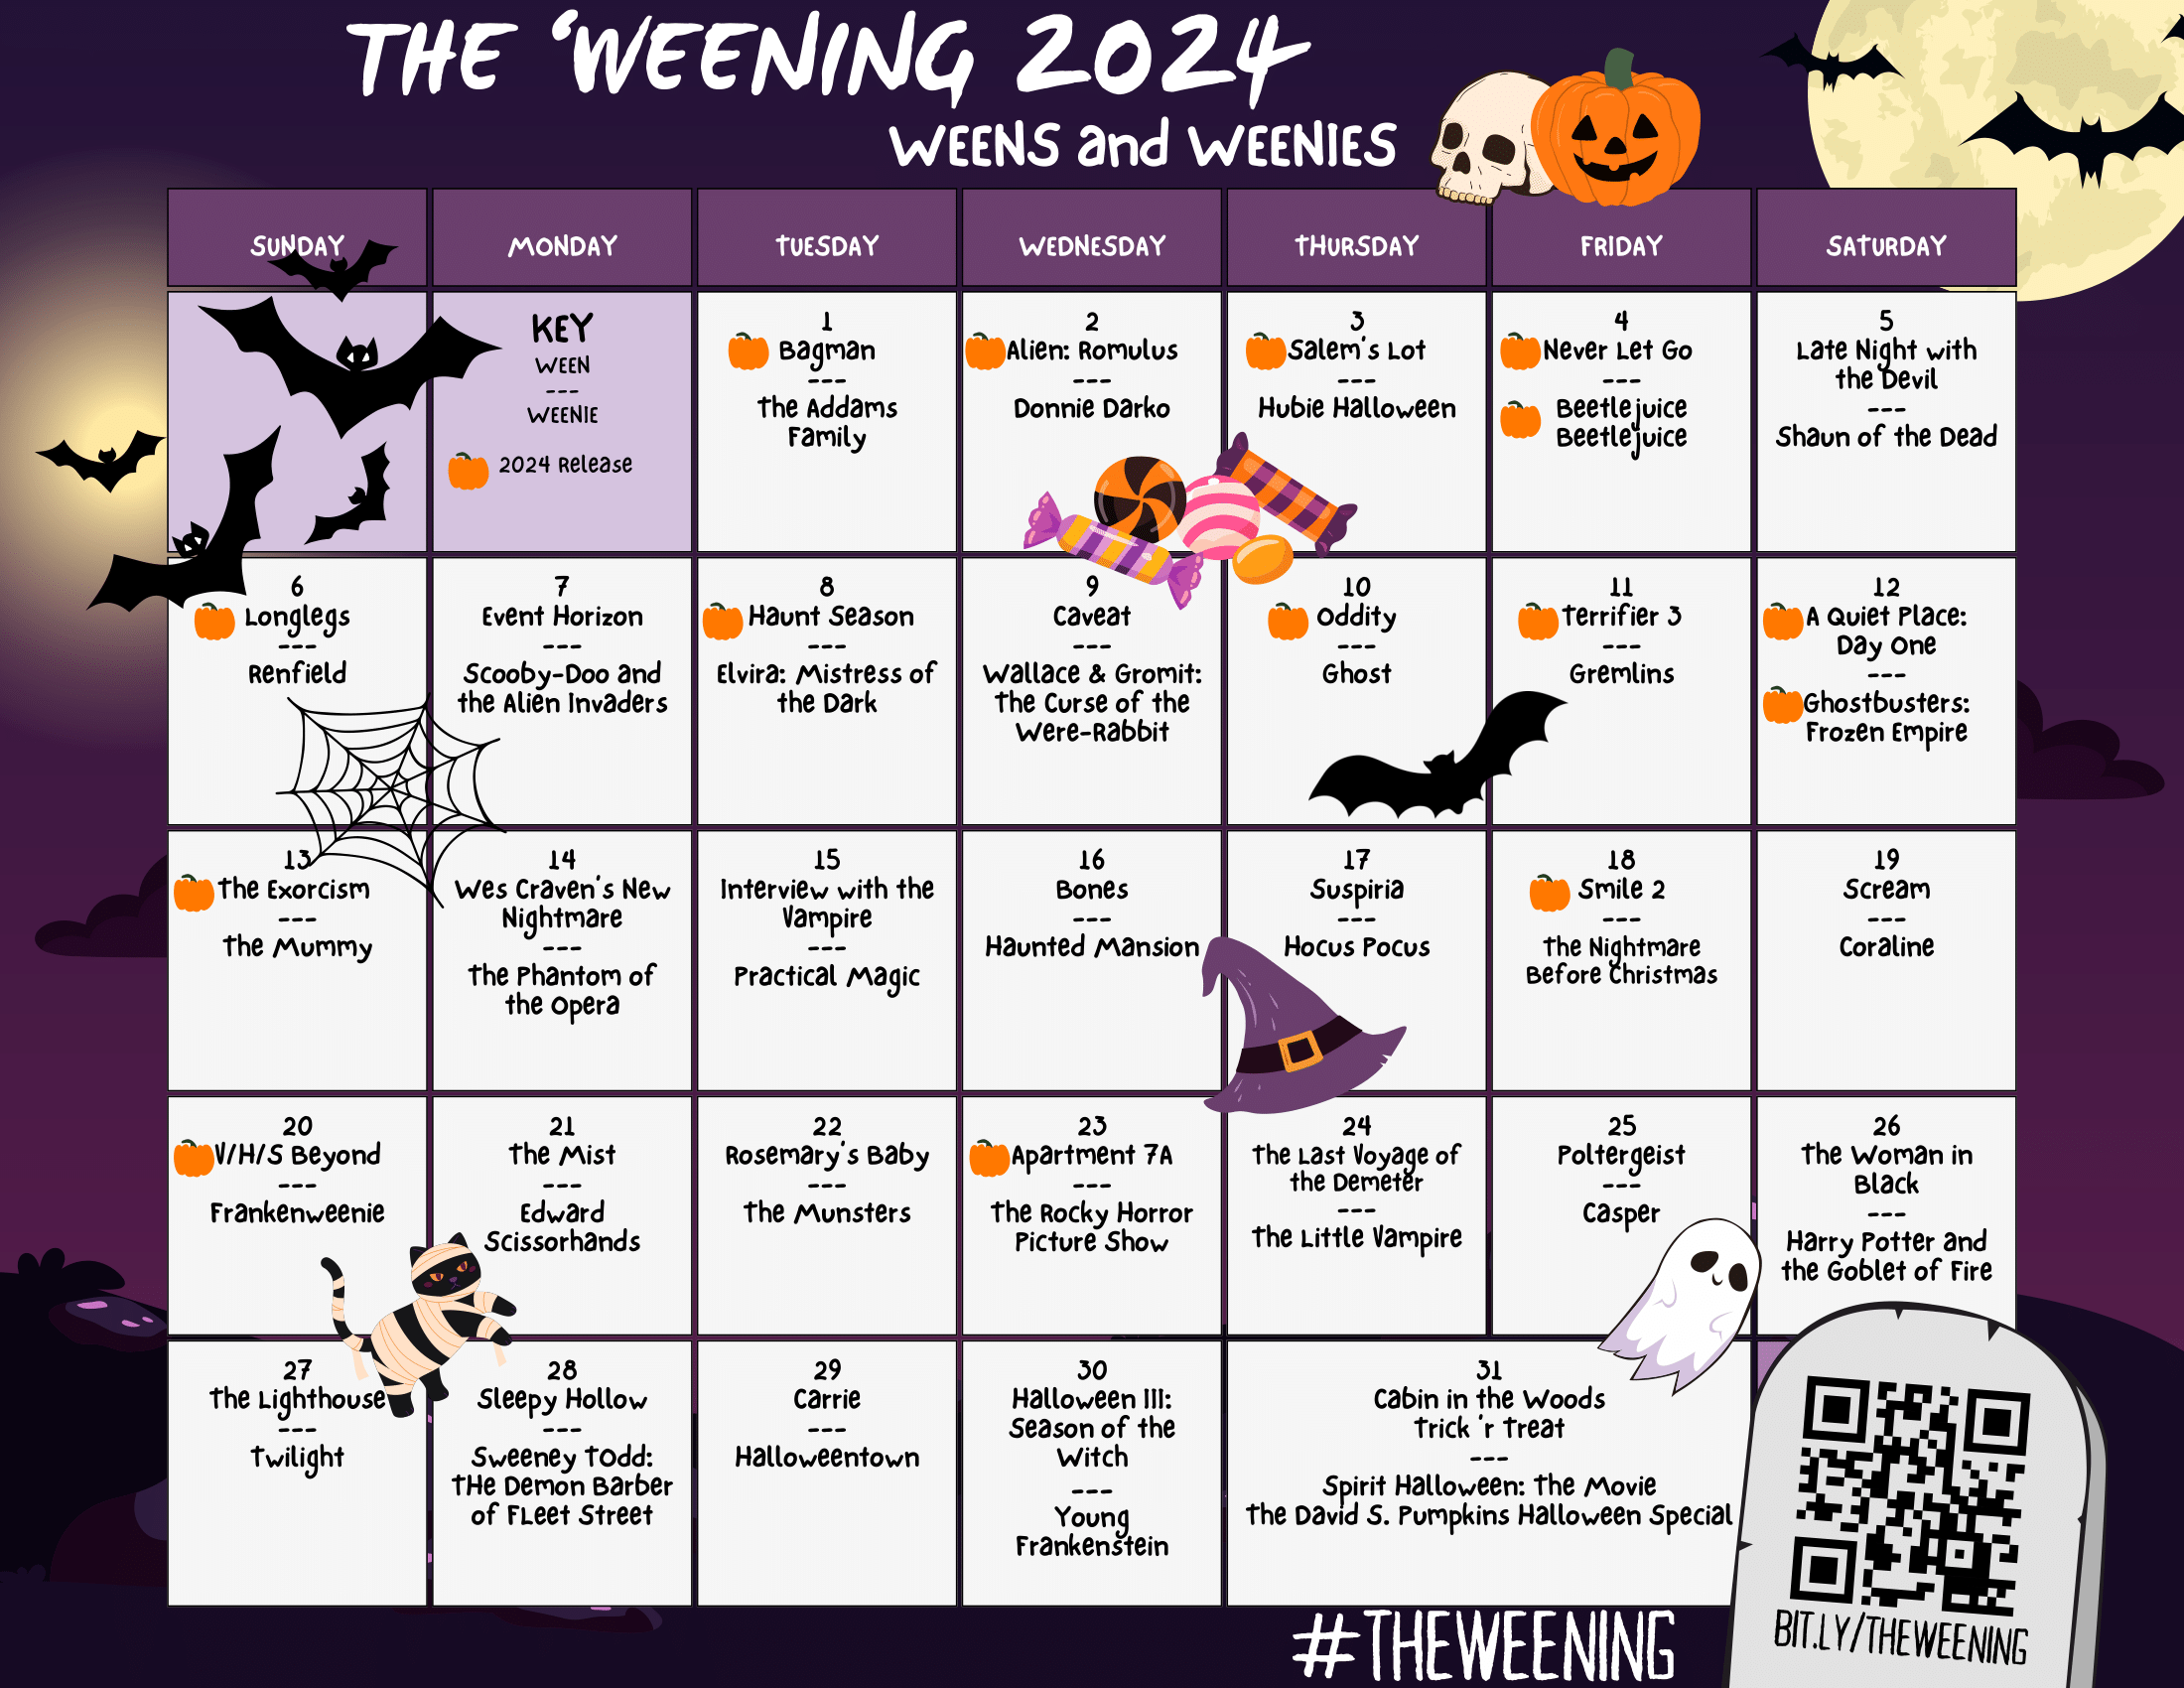 THE 'WEENING 2024
WEENS and WEENIES
SUNDAY
MONDAY
TUESDAY
WEDNESDAY
THURSDAY
FRIDAY
SATURDAY
KEY
WEEN
---
WEENIE
2024 Release
1
Bagman
---
The Addams
Family
2
Alien: Romulus
---
Donnie Darko
3
Salem's Lot
---
Hubie Halloween
4
Never Let Go
---
Beetlejuice
Beetlejuice
5
Late Night with
the Devil
---
Shaun of the Dead
6
Longlegs
---
Renfield
7
Event Horizon
---
Scooby-Doo and
the Alien Invaders
8
Haunt Season
---
Elvira: Mistress of
the Dark
9
Caveat
---
Wallace & Gromit:
The Curse of the
Were-Rabbit
10
Oddity
---
Ghost
11
Terrifier 3
---
Gremlins
12
A Quiet Place:
Day One
---
Ghostbusters:
Frozen Empire
13
The Exorcism
---
The Mummy
14
Wes Craven's New
Nightmare
---
The Phantom of
the Opera
15
Interview with the
Vampire
---
Practical Magic
16
Bones
---
Haunted Mansion
17
Suspiria
---
Hocus Pocus
18
Smile 2
---
The Nightmare
Before Christmas
19
Scream
---
Coraline
20
V/H/S Beyond
---
Frankenweenie
21
The Mist
---
Edward
Scissorhands
22
Rosemary's Baby
---
The Munsters
23
Apartment 7A
---
The Rocky Horror
Picture Show
24
The Last Voyage of
the Demeter
---
The Little Vampire
25
Poltergeist
---
Casper
26
The Woman in
Black
---
Harry Potter and
the Goblet of Fire
27
The Lighthouse
---
Twilight
28
Sleepy Hollow
---
Sweeney TOdd:
THe Demon Barber
of FLeet Street
29
Carrie
---
Halloweentown
30
Halloween III:
Season of the
Witch
---
Young
Frankenstein
31
Cabin in the Woods
Trick 'r Treat
---
Spirit Halloween: The Movie
The David S. Pumpkins Halloween Special
#THEWEENING
BIT.LY/THEWEENING